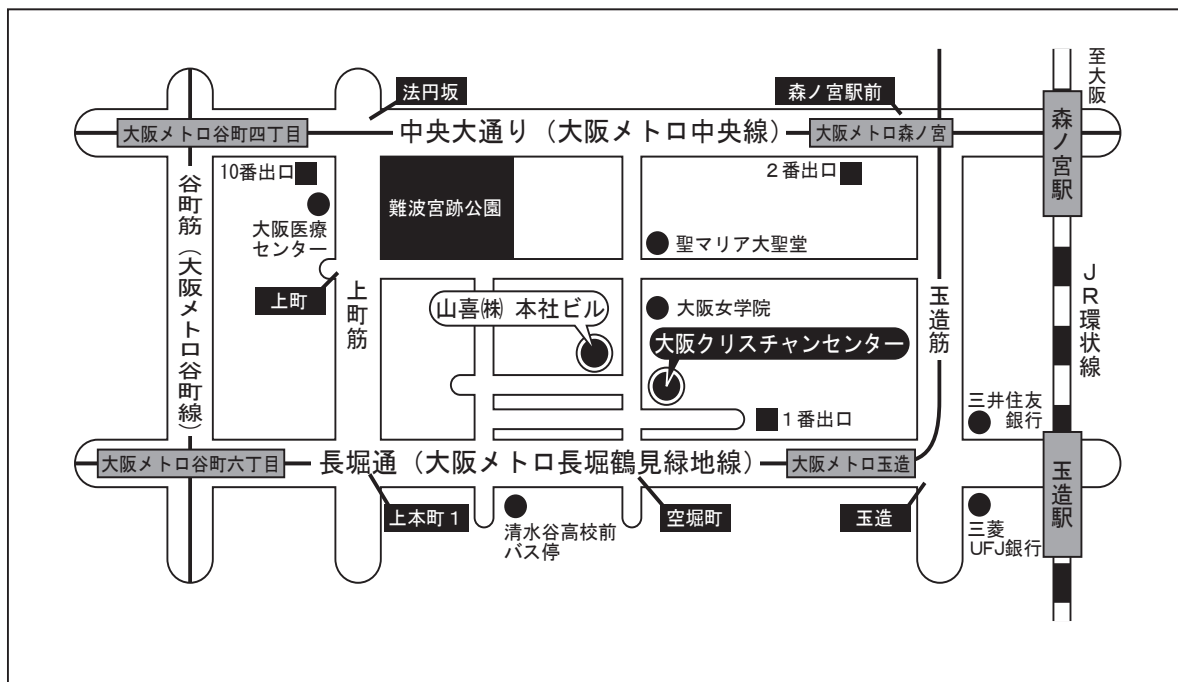 至大阪
法円坂
森ノ宮駅前
大阪メトロ谷町四丁目
中央大通り（大阪メトロ中央線）
大阪メトロ森ノ宮
森ノ宮駅
10番出口
２番出口
谷町筋（大阪メトロ谷町線）
大阪医療
センター
難波宮跡公園
聖マリア大聖堂
上町
上町筋
山喜㈱ 本社ビル
大阪女学院
大阪クリスチャンセンター
玉造筋
ＪＲ環状線
１番出口
三井住友
銀行
大阪メトロ谷町六丁目
長堀通（大阪メトロ長堀鶴見緑地線）
大阪メトロ玉造
玉造駅
上本町１
清水谷高校前
バス停
空堀町
玉造
三菱
UFJ銀行